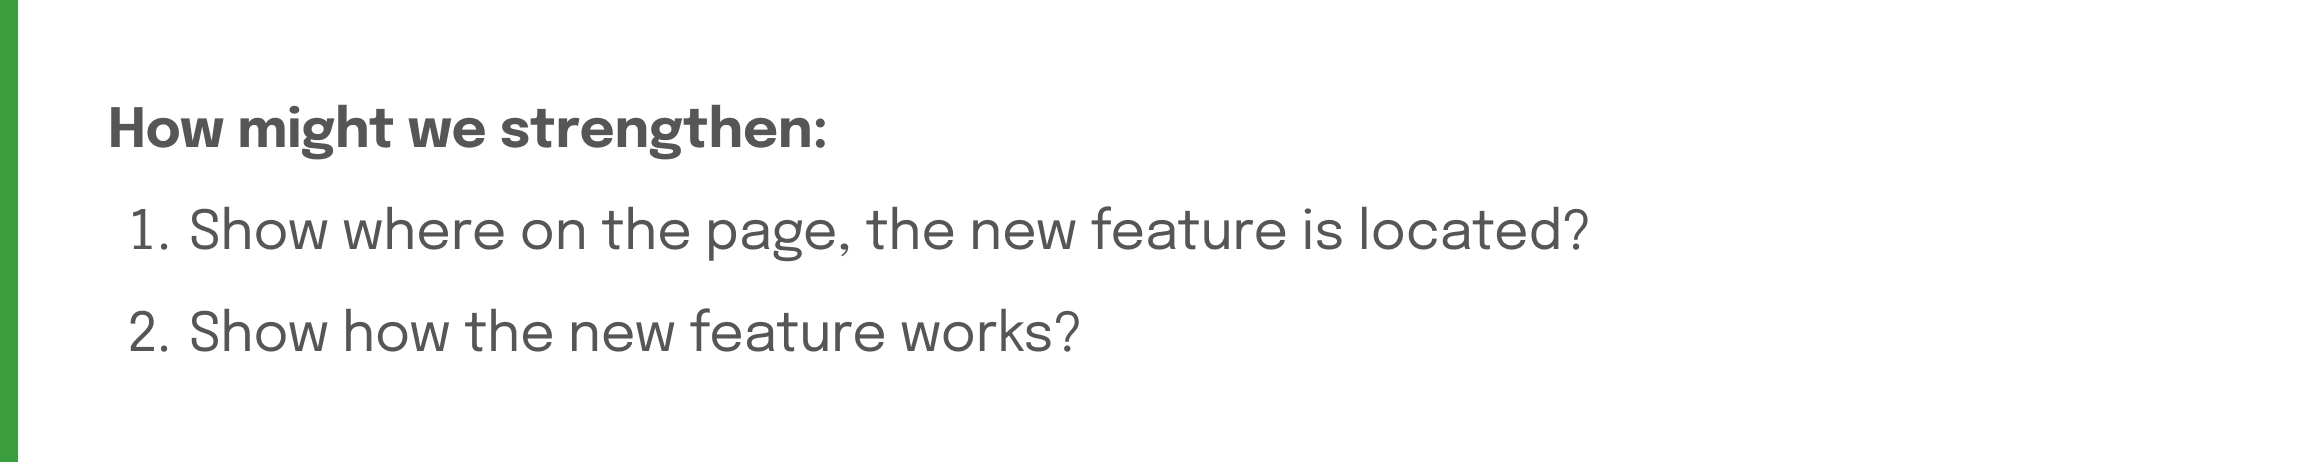 How might we strengthen:
1. Show where on the page, the new feature is located?
2. Show how the new feature works?